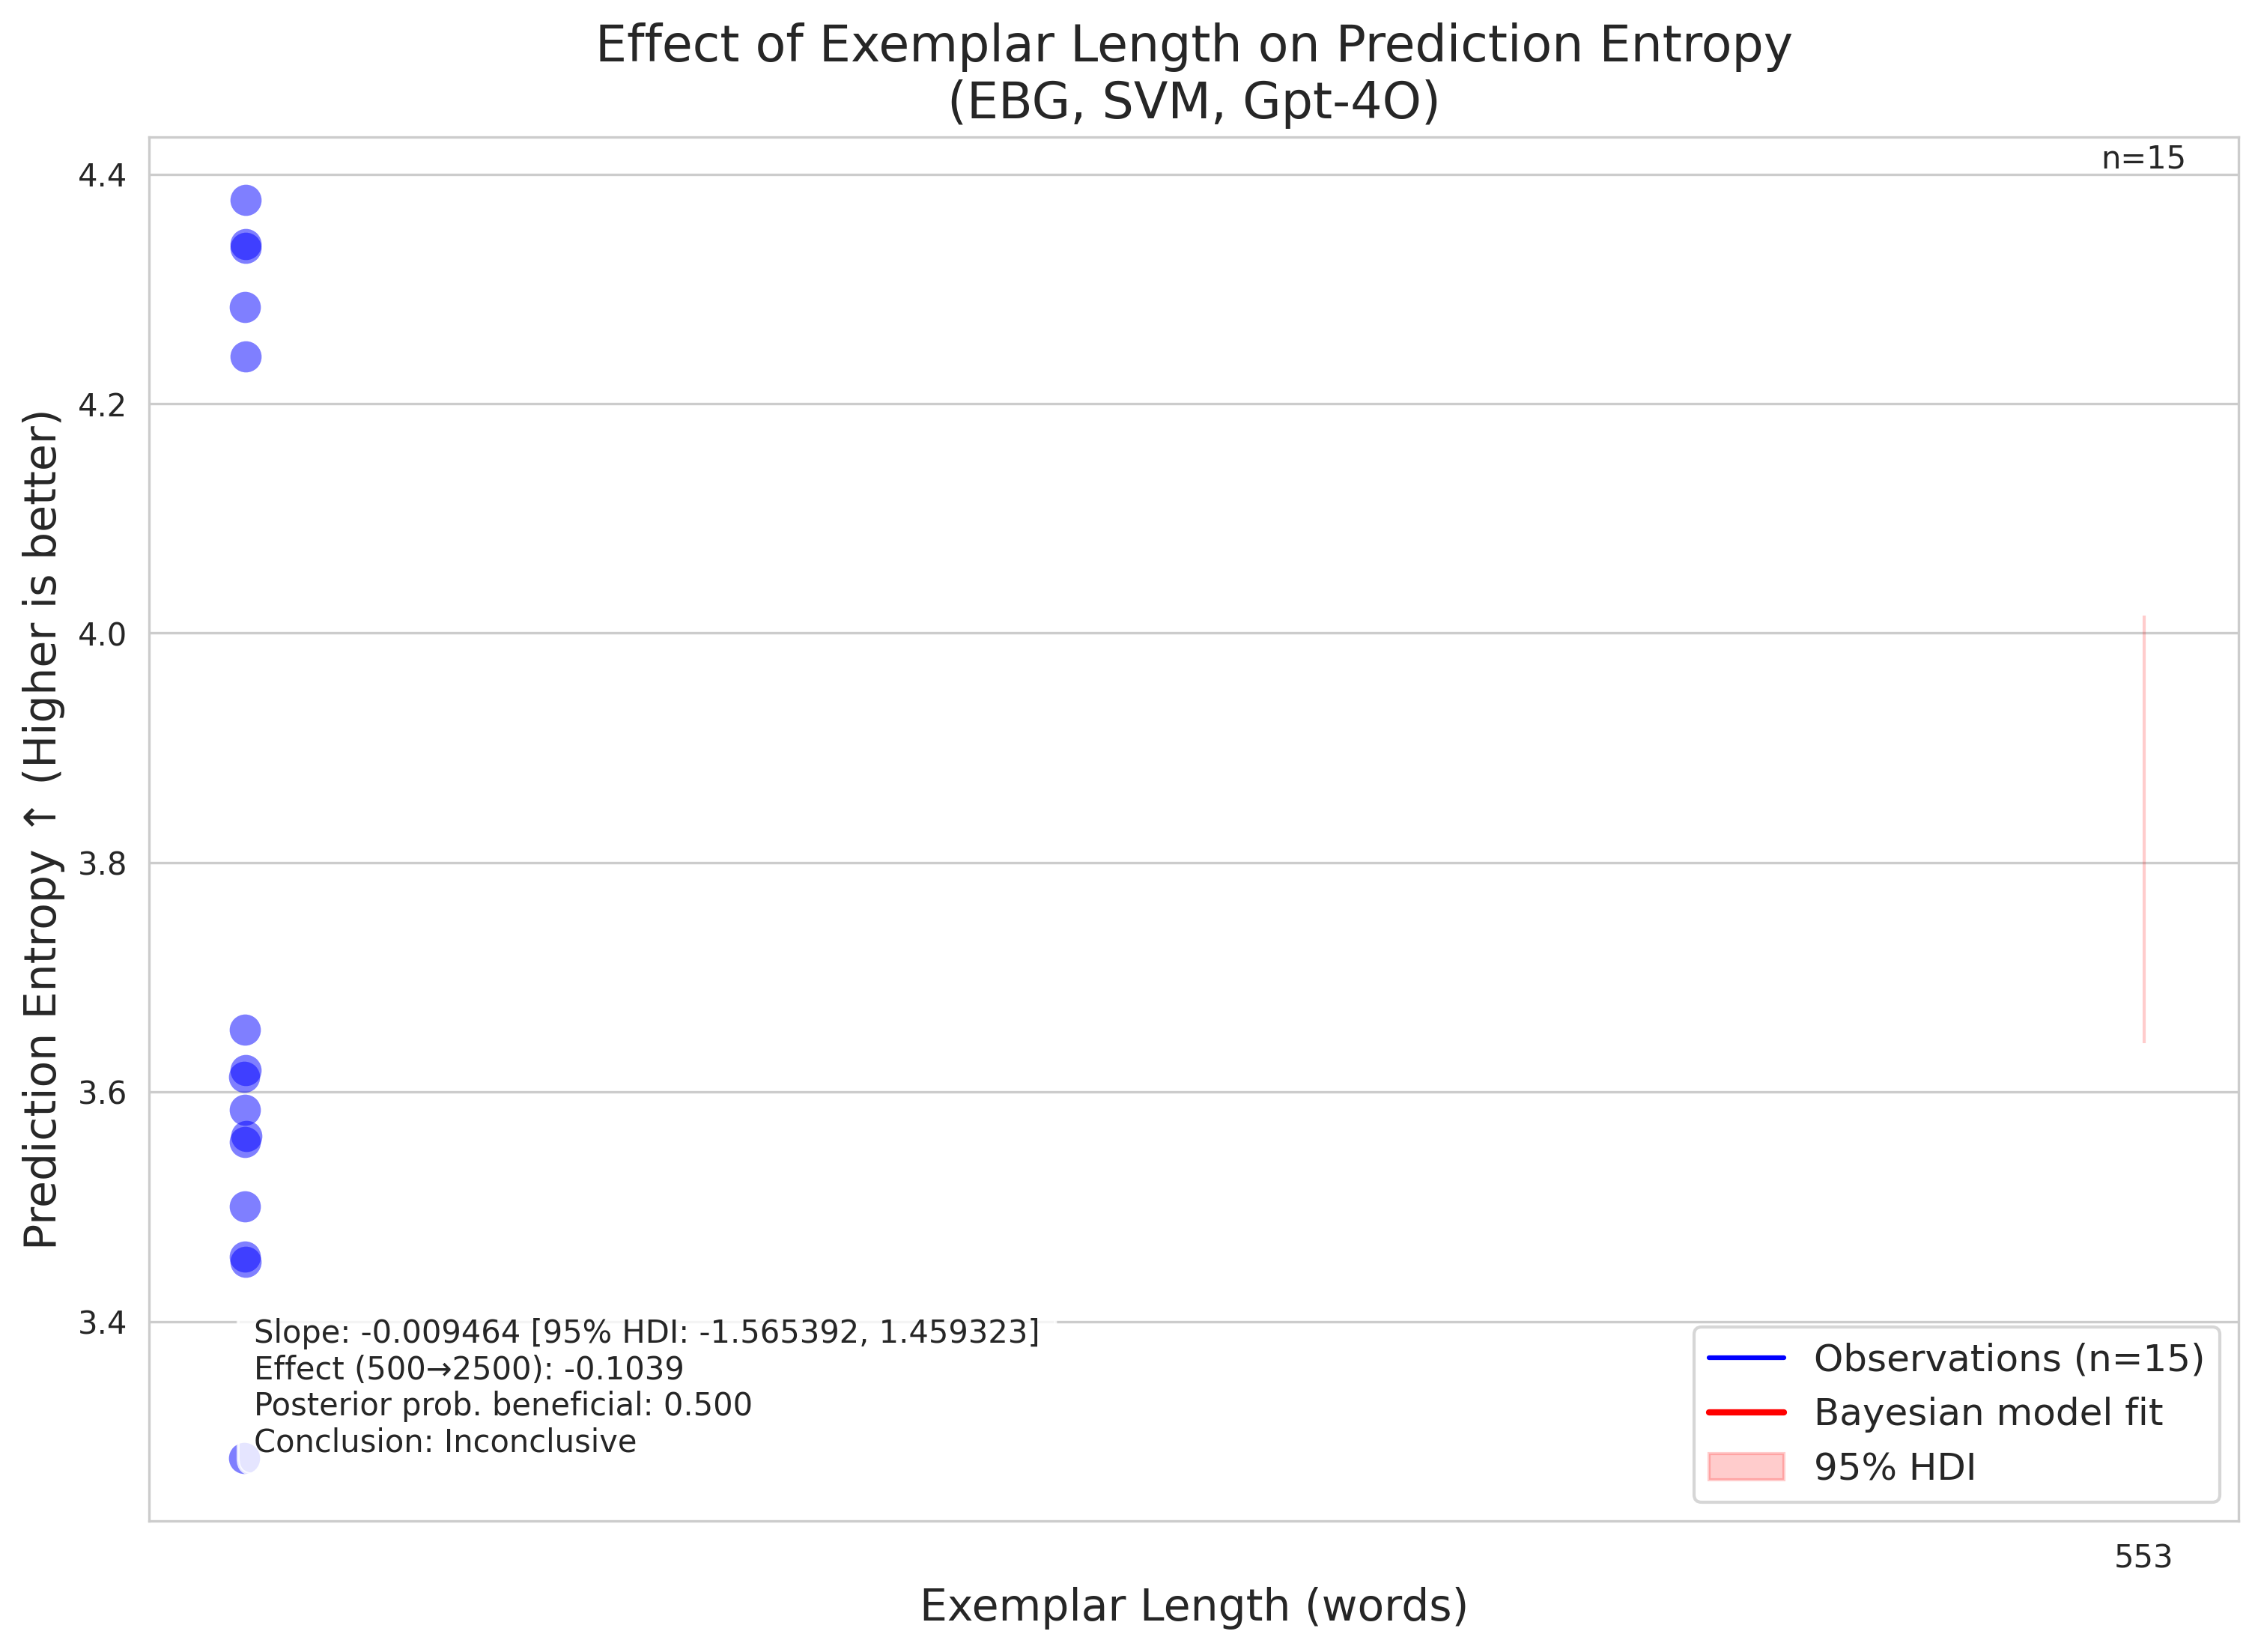 Effect of Exemplar Length on Prediction Entropy
(EBG, SVM, Gpt-4O)
n=15
Prediction Entropy ↑ (Higher is better)
4.4
4.2
4.0
3.8
3.6
3.4
Slope: -0.009464 [95% HDI: -1.565392, 1.459323]
Effect (500→2500): -0.1039
Posterior prob. beneficial: 0.500
Conclusion: Inconclusive
Observations (n=15)
Bayesian model fit
95% HDI
553
Exemplar Length (words)